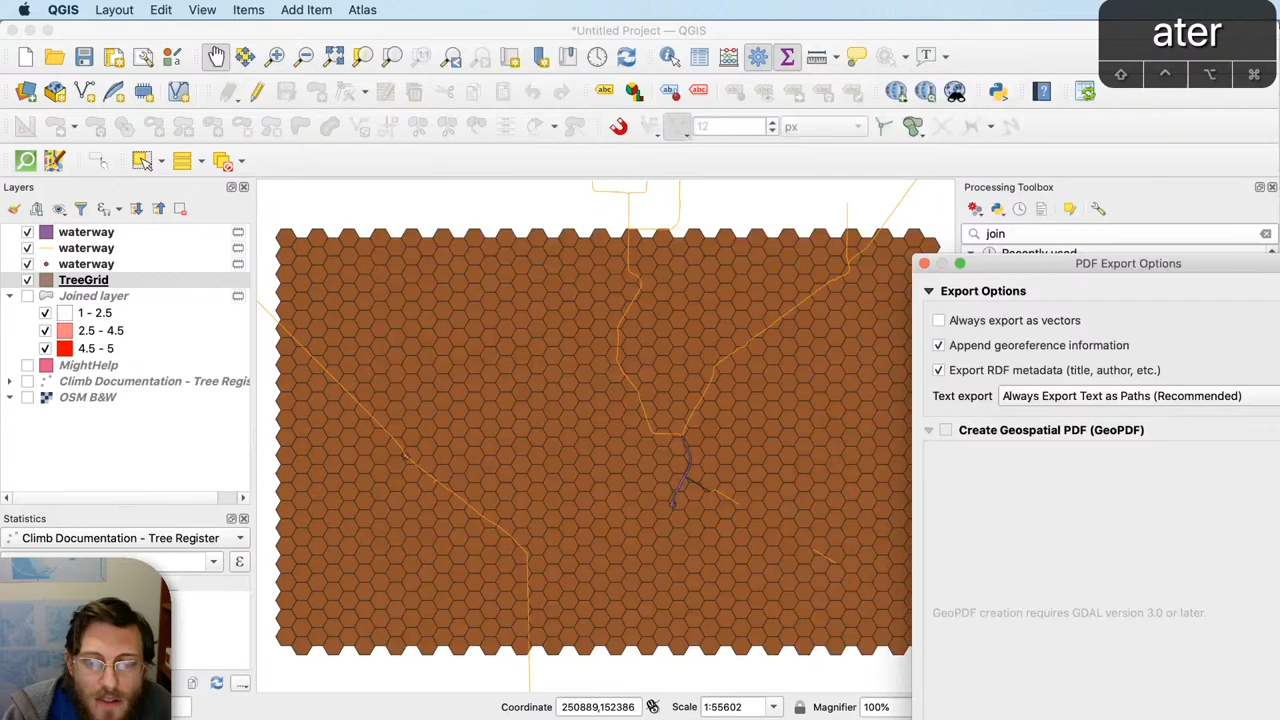 QGIS Layout Edit View Items Add Item Atlas
ater
*Untitled Project — QGIS
12 px
Layers
waterway
waterway
waterway
TreeGrid
Joined layer
1 - 2.5
2.5 - 4.5
4.5 - 5
MightHelp
Climb Documentation - Tree Regist
OSM B&W
Statistics
Climb Documentation - Tree Register
Processing Toolbox
join
PDF Export Options
Export Options
Always export as vectors
Append georeference information
Export RDF metadata (title, author, etc.)
Text export Always Export Text as Paths (Recommended)
Create Geospatial PDF (GeoPDF)
GeoPDF creation requires GDAL version 3.0 or later.
Coordinate 250889,152386 Scale 1:55602 Magnifier 100%